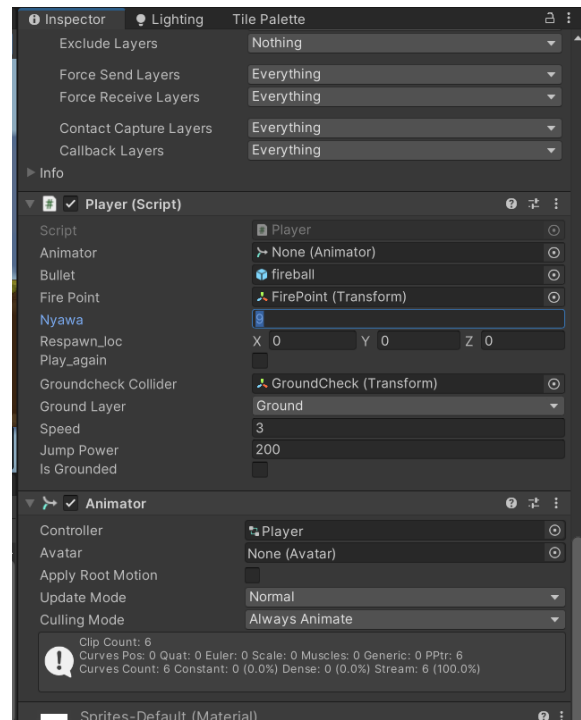 Inspector Lighting Tile Palette
Exclude Layers Nothing
Force Send Layers Everything
Force Receive Layers Everything
Contact Capture Layers Everything
Callback Layers Everything
Info
# Player (Script)
Script # Player
Animator None (Animator)
Bullet fireball
Fire Point FirePoint (Transform)
Nyawa 9
Respawn_loc X 0 Y 0 Z 0
Play_again
Groundcheck Collider GroundCheck (Transform)
Ground Layer Ground
Speed 3
Jump Power 200
Is Grounded
Animator
Controller Player
Avatar None (Avatar)
Apply Root Motion
Update Mode Normal
Culling Mode Always Animate
Clip Count: 6
Curves Pos: 0 Quat: 0 Euler: 0 Scale: 0 Muscles: 0 Generic: 0 PPtr: 6
Curves Count: 6 Constant: 0 (0.0%) Dense: 0 (0.0%) Stream: 6 (100.0%)
Sprites-Default (Material)